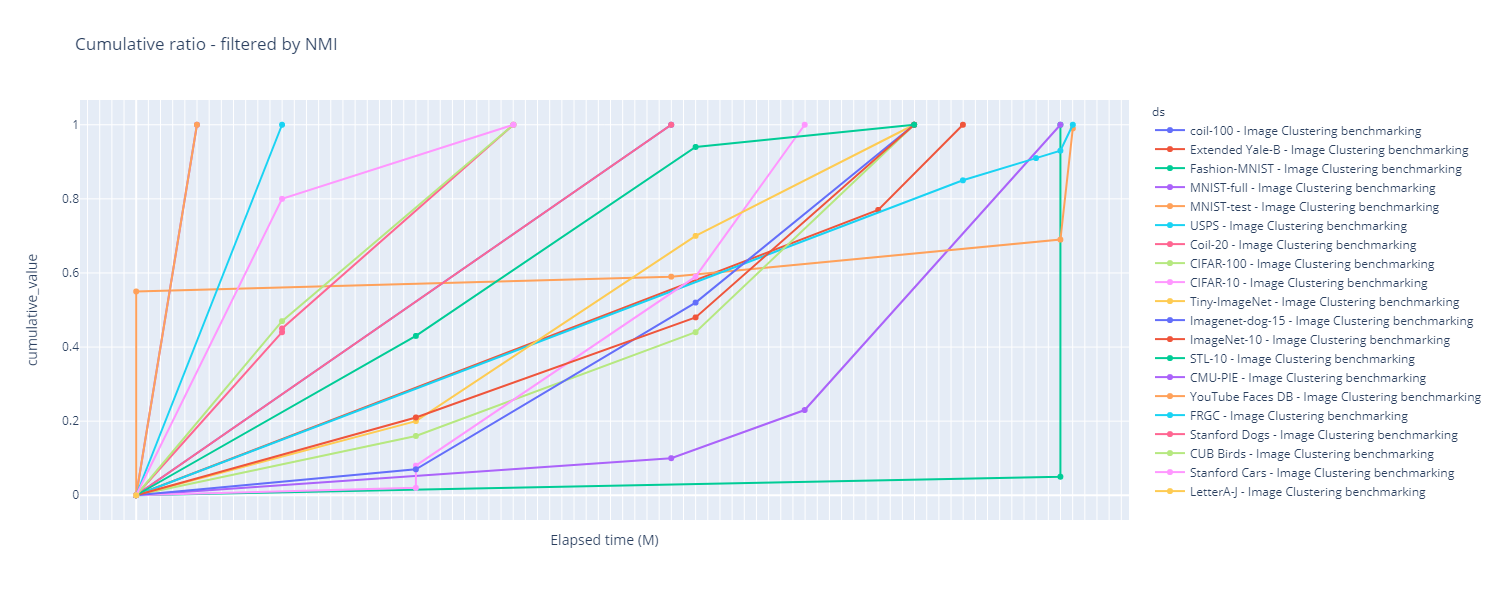 Cumulative ratio - filtered by NMI
1
0.8
0.6
0.4
0.2
0
cumulative_value
Elapsed time (M)
ds
coil-100 - Image Clustering benchmarking
Extended Yale-B - Image Clustering benchmarking
Fashion-MNIST - Image Clustering benchmarking
MNIST-full - Image Clustering benchmarking
MNIST-test - Image Clustering benchmarking
USPS - Image Clustering benchmarking
Coil-20 - Image Clustering benchmarking
CIFAR-100 - Image Clustering benchmarking
CIFAR-10 - Image Clustering benchmarking
Tiny-ImageNet - Image Clustering benchmarking
Imagenet-dog-15 - Image Clustering benchmarking
ImageNet-10 - Image Clustering benchmarking
STL-10 - Image Clustering benchmarking
CMU-PIE - Image Clustering benchmarking
YouTube Faces DB - Image Clustering benchmarking
FRGC - Image Clustering benchmarking
Stanford Dogs - Image Clustering benchmarking
CUB Birds - Image Clustering benchmarking
Stanford Cars - Image Clustering benchmarking
LetterA-J - Image Clustering benchmarking